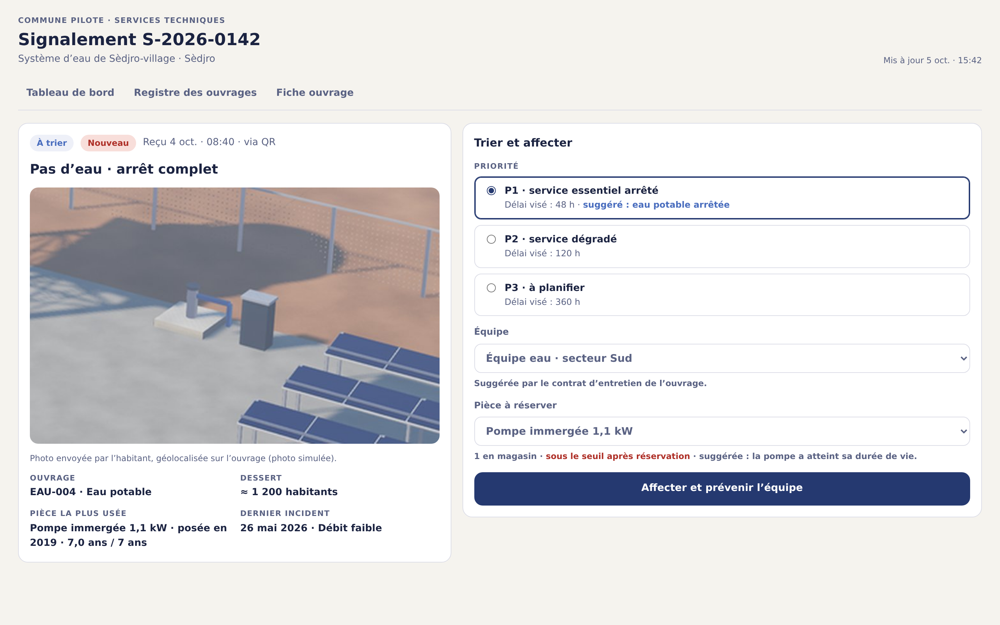 COMMUNE PILOTE · SERVICES TECHNIQUES
Signalement S-2026-0142
Système d’eau de Sèdjro-village · Sèdjro
Mis à jour 5 oct. · 15:42
Tableau de bord
Registre des ouvrages
Fiche ouvrage
À trier
Nouveau
Reçu 4 oct. · 08:40 · via QR
Pas d’eau · arrêt complet
Photo envoyée par l’habitant, géolocalisée sur l’ouvrage (photo simulée).
OUVRAGE
EAU-004 · Eau potable
DESSERT
≈ 1 200 habitants
PIÈCE LA PLUS USÉE
Pompe immergée 1,1 kW · posée en
2019 · 7,0 ans / 7 ans
DERNIER INCIDENT
26 mai 2026 · Débit faible
Trier et affecter
PRIORITÉ
P1 · service essentiel arrêté
Délai visé : 48 h · suggéré : eau potable arrêtée
P2 · service dégradé
Délai visé : 120 h
P3 · à planifier
Délai visé : 360 h
Équipe
Équipe eau · secteur Sud
Suggérée par le contrat d’entretien de l’ouvrage.
Pièce à réserver
Pompe immergée 1,1 kW
1 en magasin · sous le seuil après réservation · suggérée : la pompe a atteint sa durée de vie.
Affecter et prévenir l’équipe